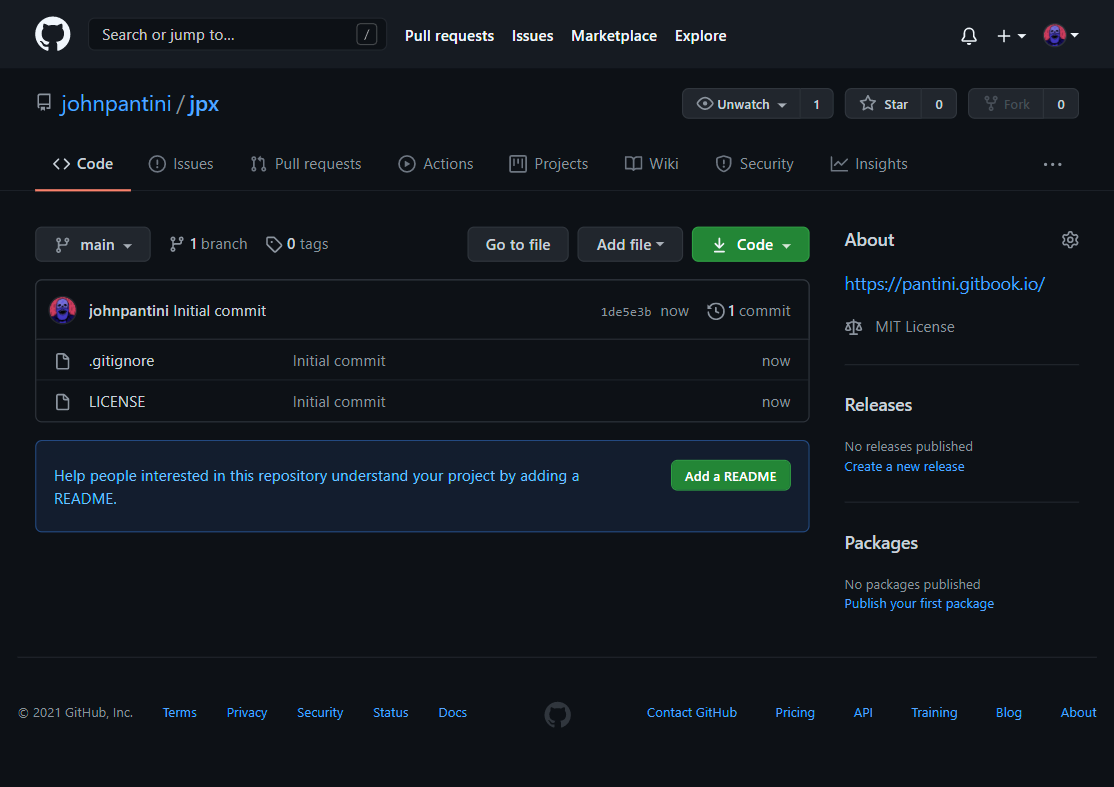 Search or jump to... /
Pull requests Issues Marketplace Explore
johnpantini / jpx
Unwatch 1 Star 0 Fork 0
Code Issues Pull requests Actions Projects Wiki Security Insights ...
main 1 branch 0 tags Go to file Add file Code
johnpantini Initial commit 1de5e3b now 1 commit
.gitignore Initial commit now
LICENSE Initial commit now
Help people interested in this repository understand your project by adding a
README.
Add a README
About
https://pantini.gitbook.io/
MIT License
Releases
No releases published
Create a new release
Packages
No packages published
Publish your first package
© 2021 GitHub, Inc. Terms Privacy Security Status Docs Contact GitHub Pricing API Training Blog About